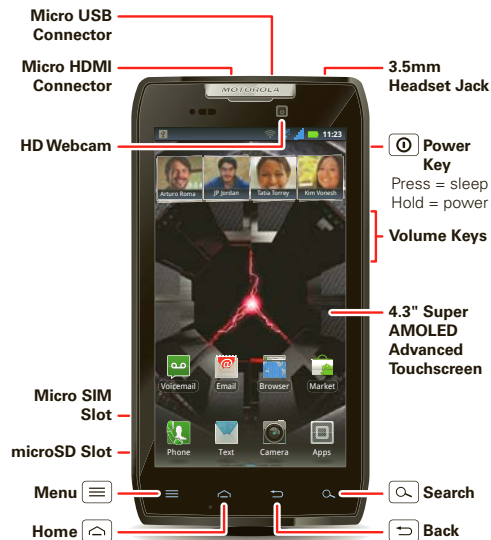 Micro USB
Connector
Micro HDMI
Connector
3.5mm
Headset Jack
MOTOROLA
HD Webcam
11:23
Power
Key
Press = sleep
Hold = power
Arturo Roma
JP Jordan
Tatia Torrey
Kim Vonesh
Volume Keys
4.3" Super
AMOLED
Advanced
Touchscreen
Voicemail
Email
Browser
Market
Micro SIM
Slot
microSD Slot
Phone
Text
Camera
Apps
Menu
Search
Home
Back